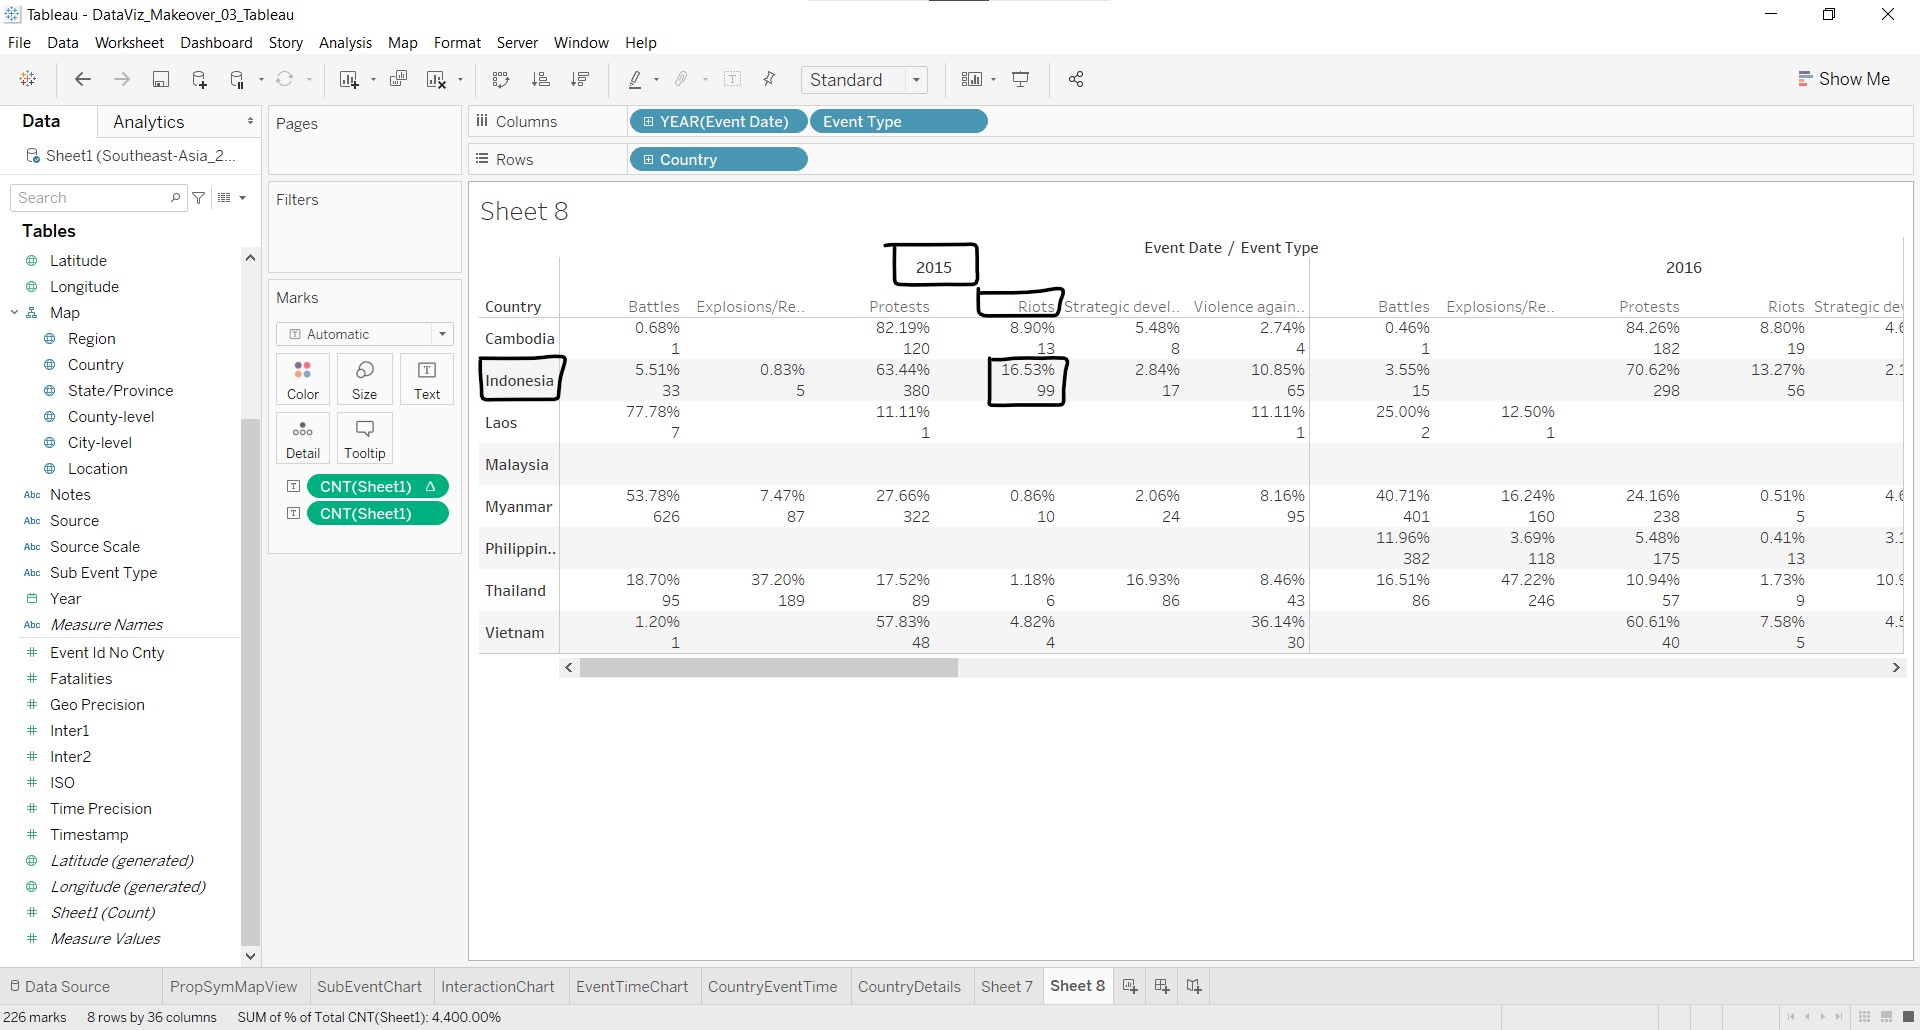 Tableau - DataViz_Makeover_03_Tableau
File Data Worksheet Dashboard Story Analysis Map Format Server Window Help
Standard
Show Me
Data Analytics
Sheet1 (Southeast-Asia_2...
Search
Tables
Latitude
Longitude
Map
Region
Country
State/Province
County-level
City-level
Location
Abc Notes
Abc Source
Abc Source Scale
Abc Sub Event Type
Year
Abc Measure Names
# Event Id No Cnty
# Fatalities
# Geo Precision
# Inter1
# Inter2
# ISO
# Time Precision
# Timestamp
Latitude (generated)
Longitude (generated)
# Sheet1 (Count)
# Measure Values
Pages
Filters
Marks
T Automatic
Color Size Text
Detail Tooltip
T CNT(Sheet1) Δ
T CNT(Sheet1)
Columns YEAR(Event Date) Event Type
Rows Country
Sheet 8
Event Date / Event Type
2015 2016
Country Battles Explosions/Re.. Protests Riots Strategic devel.. Violence again.. Battles Explosions/Re.. Protests Riots Strategic dev
Cambodia 0.68% 82.19% 8.90% 5.48% 2.74% 0.46% 84.26% 8.80% 4.6
1 120 13 8 4 1 182 19
Indonesia 5.51% 0.83% 63.44% 16.53% 2.84% 10.85% 3.55% 70.62% 13.27% 2.1
33 5 380 99 17 65 15 298 56
Laos 77.78% 11.11% 11.11% 25.00% 12.50%
7 1 1 2 1
Malaysia
Myanmar 53.78% 7.47% 27.66% 0.86% 2.06% 8.16% 40.71% 16.24% 24.16% 0.51% 4.6
626 87 322 10 24 95 401 160 238 5
Philippin.. 11.96% 3.69% 5.48% 0.41% 3.1
382 118 175 13
Thailand 18.70% 37.20% 17.52% 1.18% 16.93% 8.46% 16.51% 47.22% 10.94% 1.73% 10.9
95 189 89 6 86 43 86 246 57 9
Vietnam 1.20% 57.83% 4.82% 36.14% 60.61% 7.58% 4.5
1 48 4 30 40 5
Data Source PropSymMapView SubEventChart InteractionChart EventTimeChart CountryEventTime CountryDetails Sheet 7 Sheet 8
226 marks 8 rows by 36 columns SUM of % of Total CNT(Sheet1): 4,400.00%